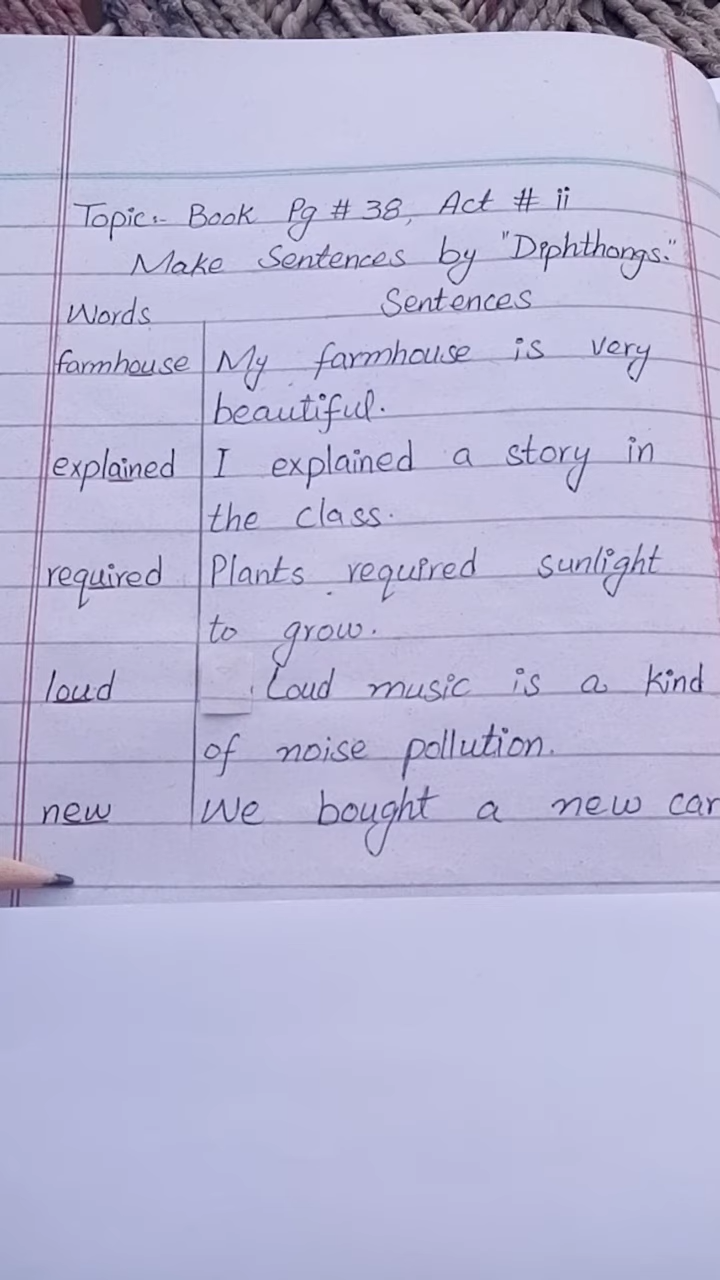 Topic:- Book Pg # 38, Act # ii
Make Sentences by "Diphthongs."
Words Sentences
farmhouse My farmhouse is very
beautiful.
explained I explained a story in
the class.
required Plants required sunlight
to grow.
loud Loud music is a kind
of noise pollution.
new We bought a new car